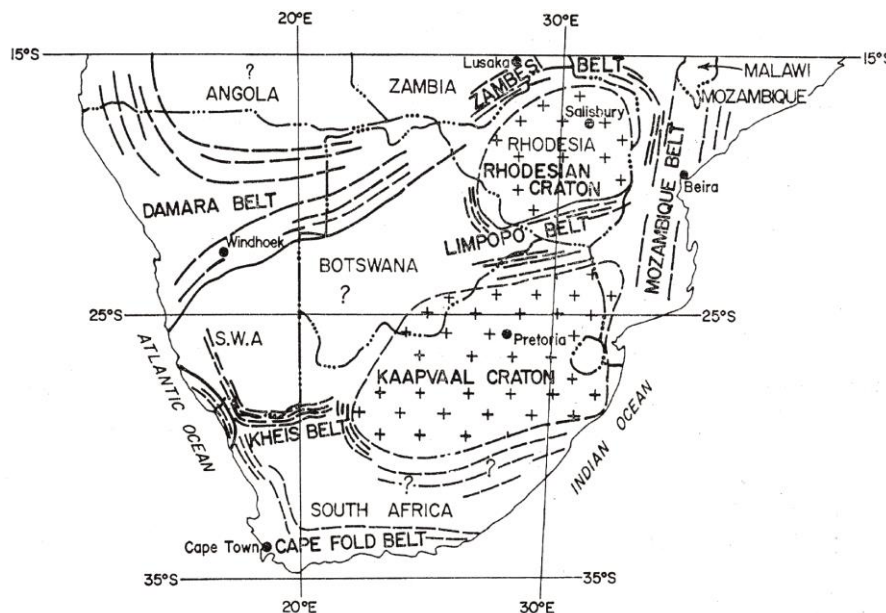 20°E 30°E
15°S 15°S
Lusaka
ZAMBESI BELT
MALAWI
?
ANGOLA
ZAMBIA
MOZAMBIQUE
Salisbury
RHODESIA
RHODESIAN
CRATON
MOZAMBIQUE BELT
Beira
DAMARA BELT
LIMPOPO BELT
Windhoek
BOTSWANA
?
25°S 25°S
S.W.A
Pretoria
ATLANTIC OCEAN
KAAPVAAL CRATON
KHEIS BELT
INDIAN OCEAN
?
?
SOUTH AFRICA
Cape Town CAPE FOLD BELT
35°S 35°S
20°E 30°E